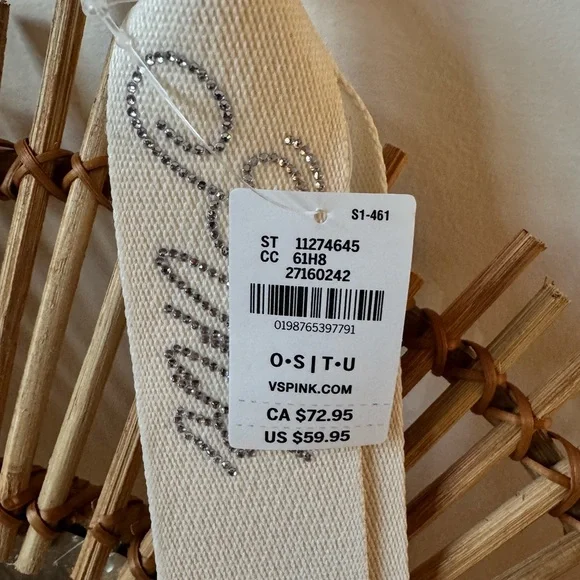 S1-461
ST 11274645
CC 61H8
27160242
0198765397791
O•S|T•U
VSPINK.COM
CA $72.95
US $59.95